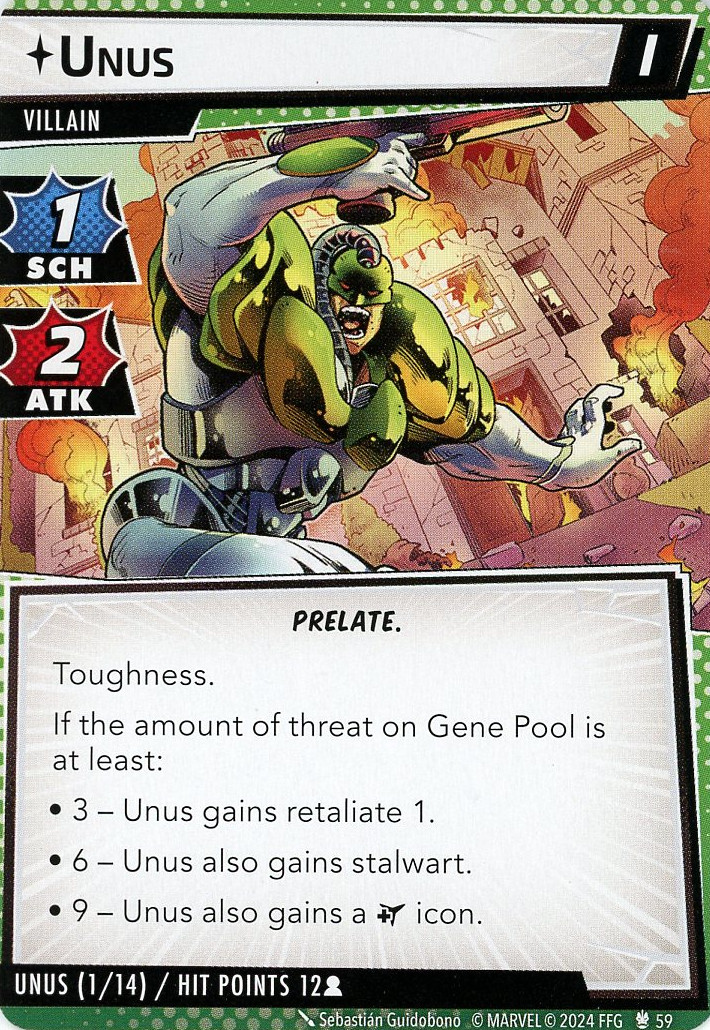 Unus
I
VILLAIN
1
SCH
2
ATK
PRELATE.
Toughness.
If the amount of threat on Gene Pool is
at least:
• 3 – Unus gains retaliate 1.
• 6 – Unus also gains stalwart.
• 9 – Unus also gains a icon.
UNUS (1/14) / HIT POINTS 12
Sebastián Guidobono © MARVEL © 2024 FFG 59